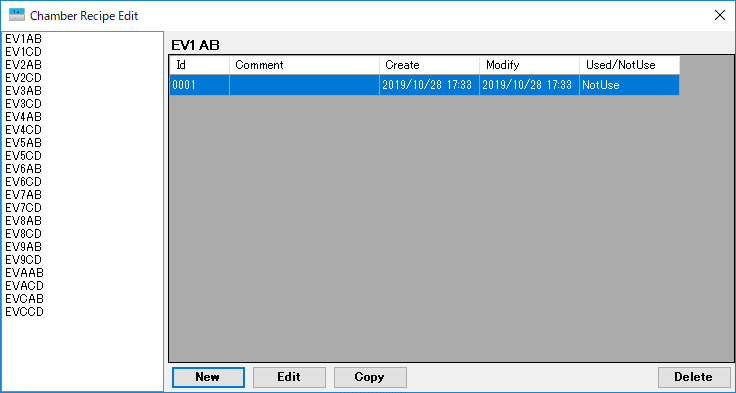 Chamber Recipe Edit
EV1AB
EV1CD
EV2AB
EV2CD
EV3AB
EV3CD
EV4AB
EV4CD
EV5AB
EV5CD
EV6AB
EV6CD
EV7AB
EV7CD
EV8AB
EV8CD
EV9AB
EV9CD
EVAAB
EVACD
EVCAB
EVCCD
EV1AB
Id Comment Create Modify Used/NotUse
0001 2019/10/28 17:33 2019/10/28 17:33 NotUse
New Edit Copy Delete